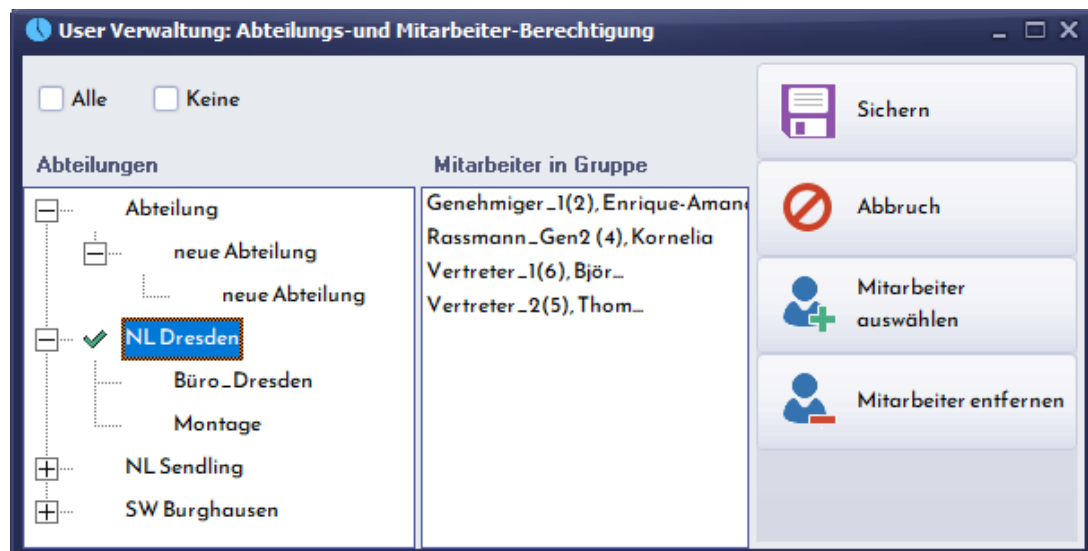 User Verwaltung: Abteilungs-und Mitarbeiter-Berechtigung
Alle
Keine
Abteilungen
Abteilung
neue Abteilung
neue Abteilung
NL Dresden
Büro_Dresden
Montage
NL Sendling
SW Burghausen
Mitarbeiter in Gruppe
Genehmiger_1(2), Enrique-Aman
Rassmann_Gen2 (4), Kornelia
Vertreter_1(6), Björ...
Vertreter_2(5), Thom...
Sichern
Abbruch
Mitarbeiter
auswählen
Mitarbeiter entfernen